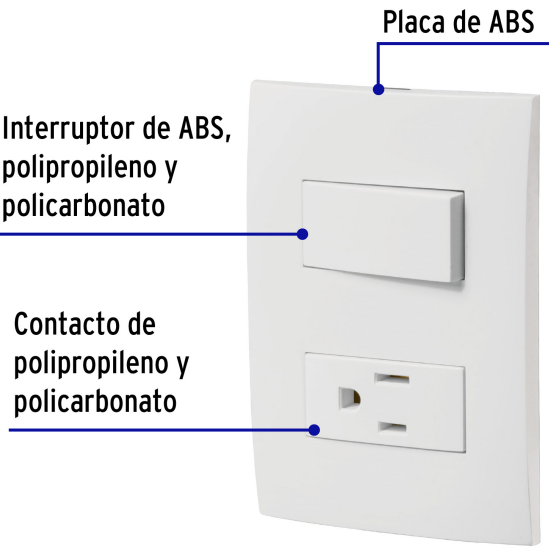 Placa de ABS
Interruptor de ABS,
polipropileno y
policarbonato
Contacto de
polipropileno y
policarbonato